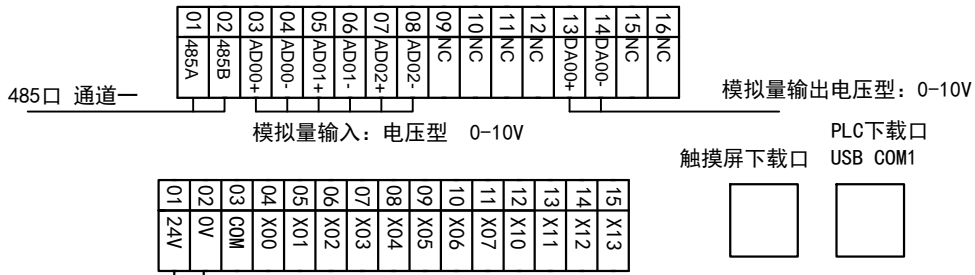 01 02 03 04 05 06 07 08 09 10 11 12 13 14 15 16
485A 485B AD00+ AD00- AD01+ AD01- AD02+ AD02- NC NC NC NC DA00+ DA00- NC NC
485口 通道一
模拟量输出电压型：0-10V
模拟量输入：电压型 0-10V
PLC下载口
触摸屏下载口 USB COM1
01 02 03 04 05 06 07 08 09 10 11 12 13 14 15
24V 0V COM X00 X01 X02 X03 X04 X05 X06 X07 X10 X11 X12 X13